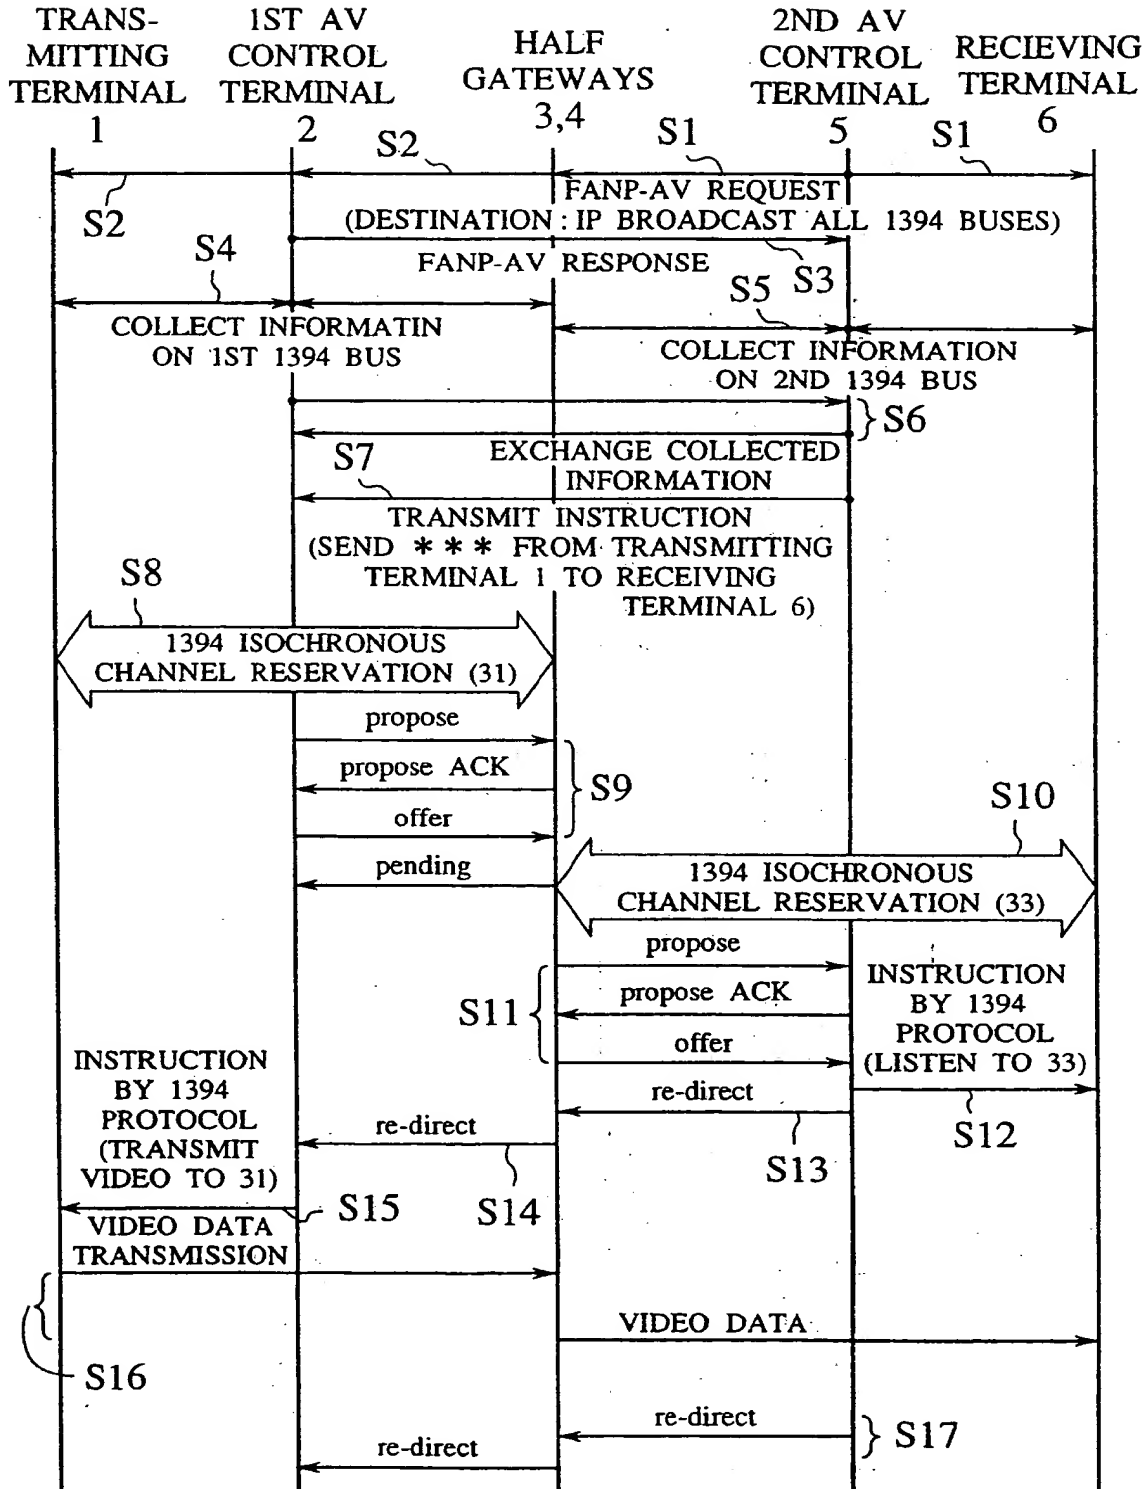 TRANS-
MITTING
TERMINAL
1
1ST AV
CONTROL
TERMINAL
2
HALF
GATEWAYS
3,4
2ND AV
CONTROL
TERMINAL
5
RECIEVING
TERMINAL
6
S2
S2
S1
S1
FANP-AV REQUEST
(DESTINATION : IP BROADCAST ALL 1394 BUSES)
S3
FANP-AV RESPONSE
S4
COLLECT INFORMATIN
ON 1ST 1394 BUS
S5
COLLECT INFORMATION
ON 2ND 1394 BUS
S6
EXCHANGE COLLECTED
INFORMATION
S7
TRANSMIT INSTRUCTION
(SEND * * * FROM TRANSMITTING
TERMINAL 1 TO RECEIVING
TERMINAL 6)
S8
1394 ISOCHRONOUS
CHANNEL RESERVATION (31)
propose
propose ACK
offer
S9
pending
S10
1394 ISOCHRONOUS
CHANNEL RESERVATION (33)
propose
propose ACK
offer
S11
INSTRUCTION
BY 1394
PROTOCOL
(LISTEN TO 33)
S12
re-direct
S13
re-direct
S14
INSTRUCTION
BY 1394
PROTOCOL
(TRANSMIT
VIDEO TO 31)
S15
VIDEO DATA
TRANSMISSION
VIDEO DATA
S16
re-direct
S17
re-direct